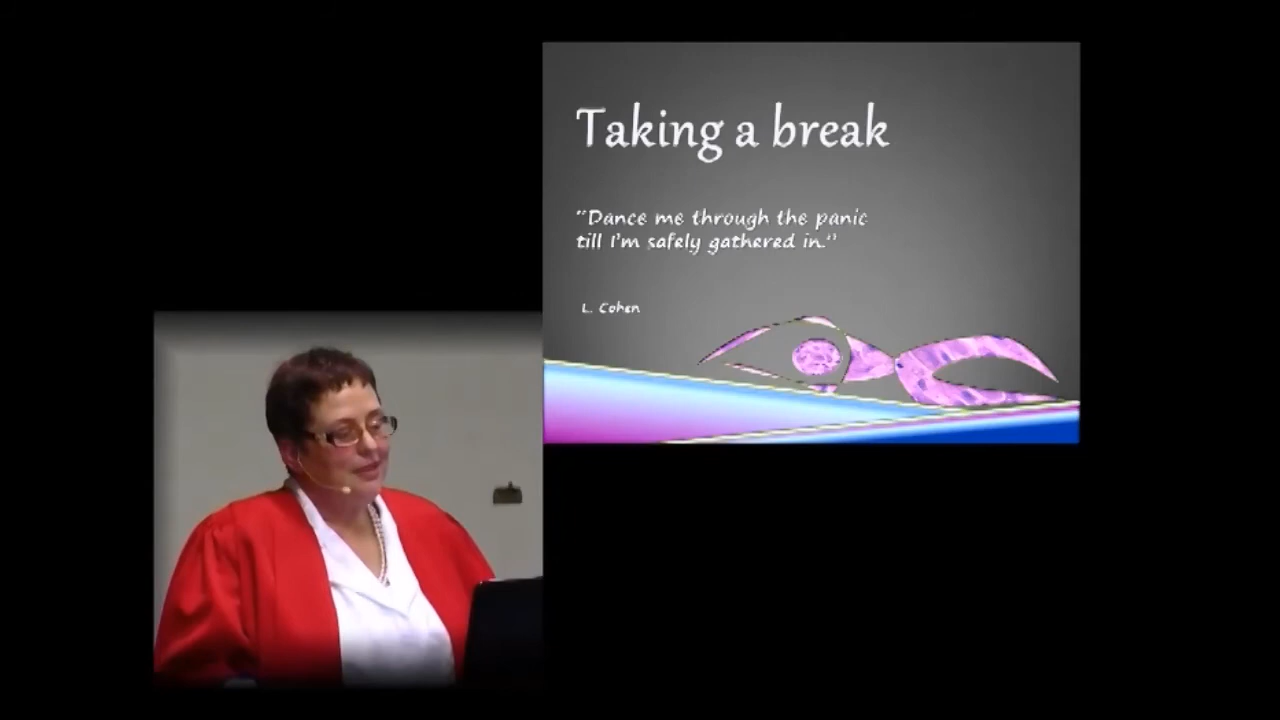 Taking a break
"Dance me through the panic
till I'm safely gathered in."
L. Cohen